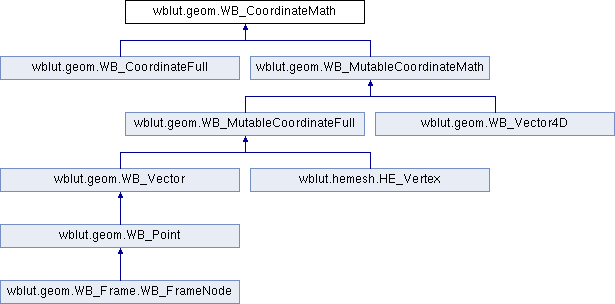 wblut.geom.WB_CoordinateMath
wblut.geom.WB_CoordinateFull
wblut.geom.WB_MutableCoordinateMath
wblut.geom.WB_MutableCoordinateFull
wblut.geom.WB_Vector4D
wblut.geom.WB_Vector
wblut.hemesh.HE_Vertex
wblut.geom.WB_Point
wblut.geom.WB_Frame.WB_FrameNode